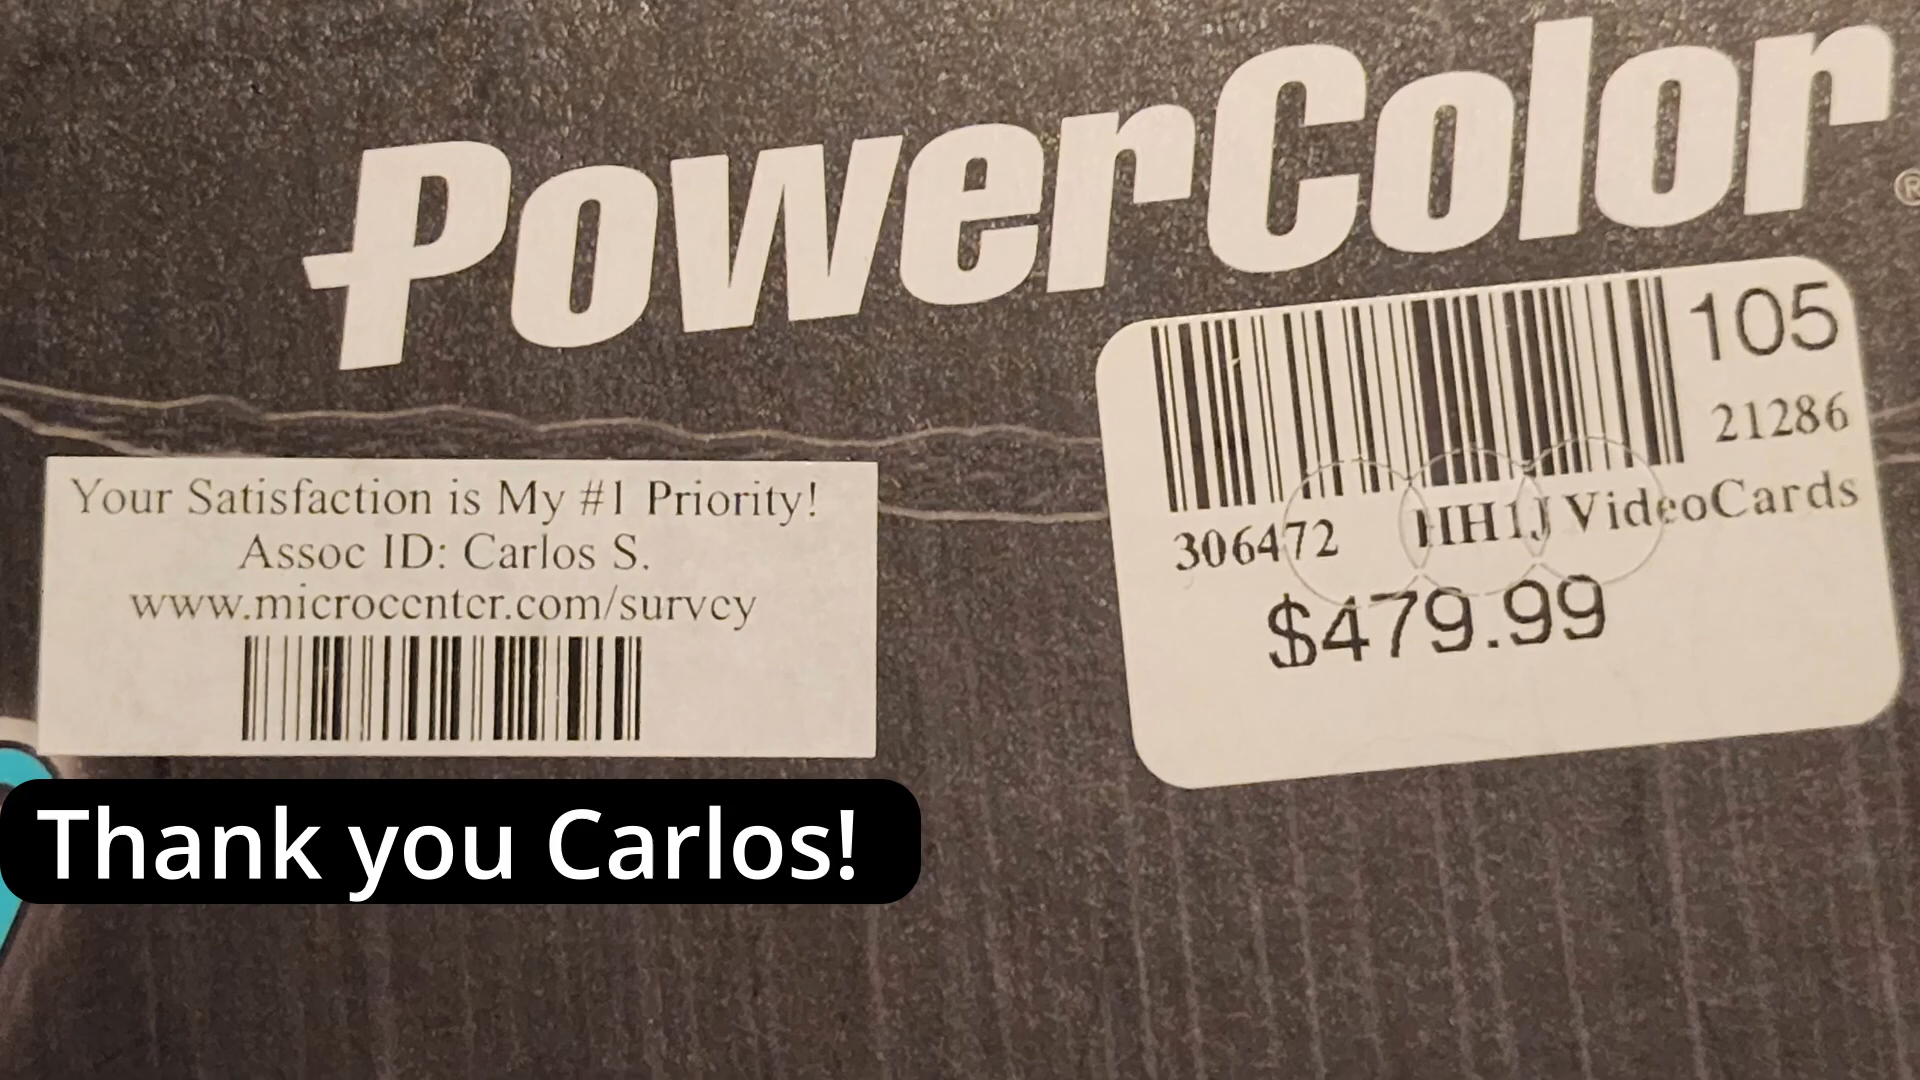 PowerColor®
105
21286
306472 HH1J VideoCards
$479.99
Your Satisfaction is My #1 Priority!
Assoc ID: Carlos S.
www.microcenter.com/survey
Thank you Carlos!